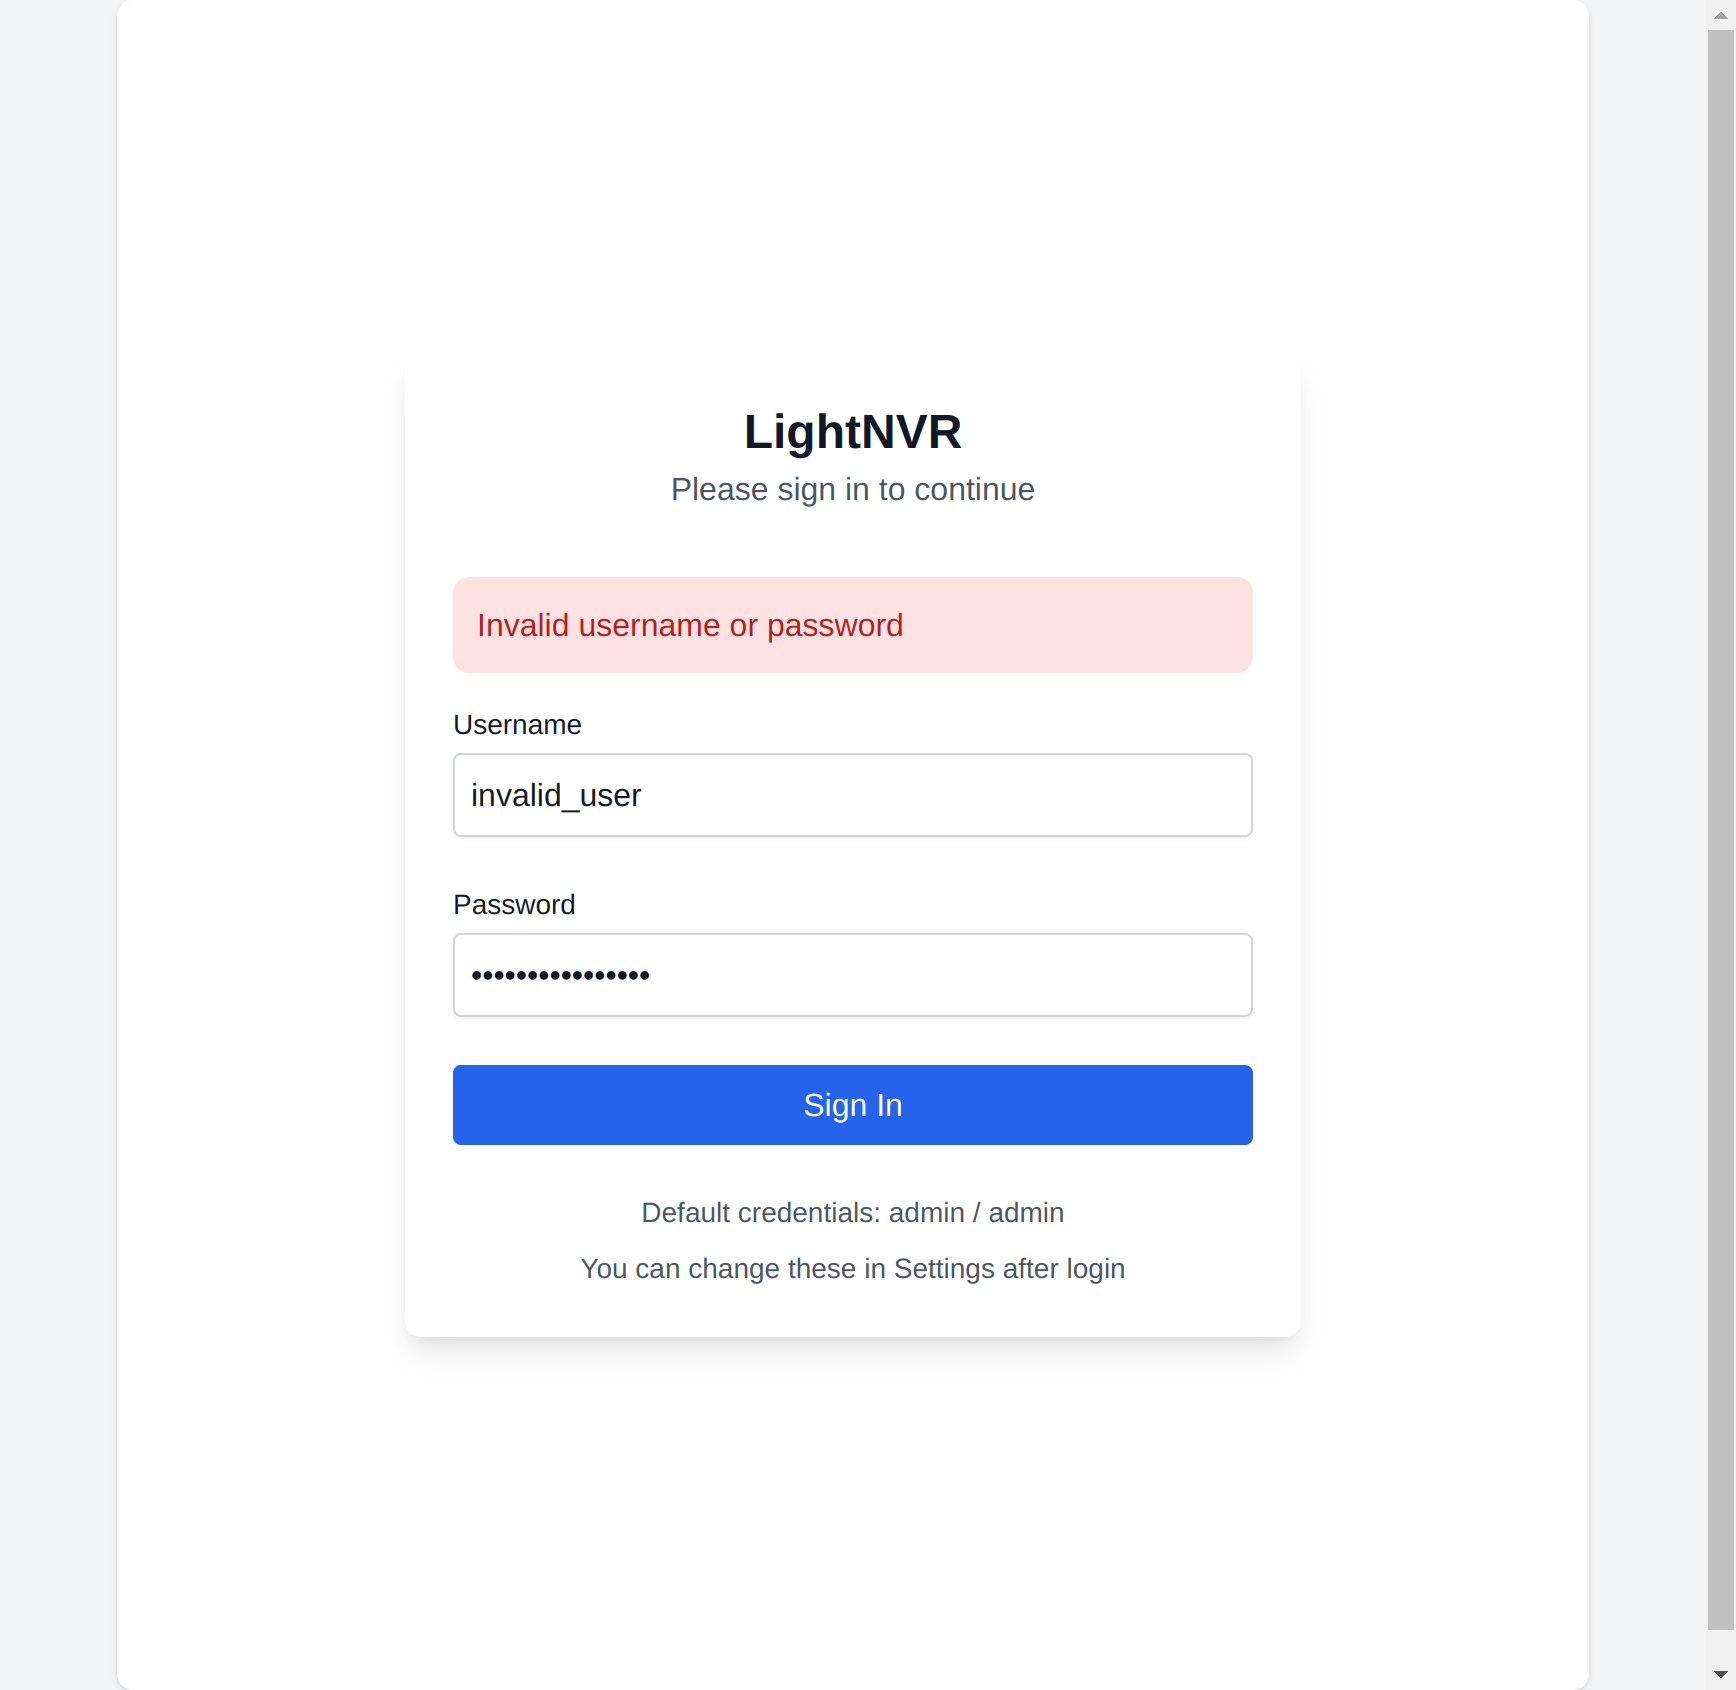 LightNVR
Please sign in to continue
Invalid username or password
Username
invalid_user
Password
••••••••••••••••
Sign In
Default credentials: admin / admin
You can change these in Settings after login